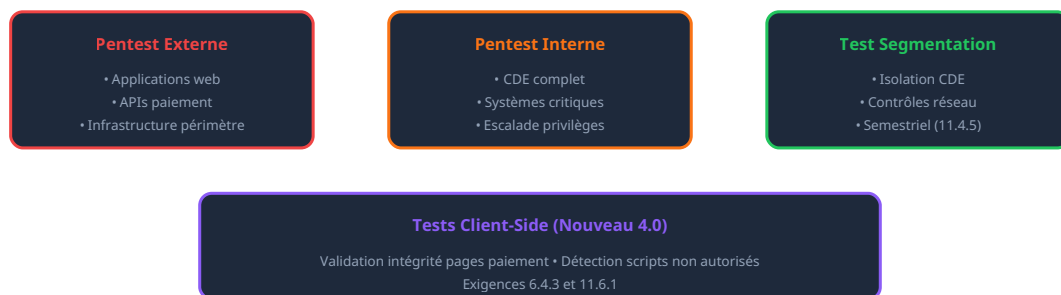 Pentest Externe
• Applications web
• APIs paiement
• Infrastructure périmètre
Pentest Interne
• CDE complet
• Systèmes critiques
• Escalade privilèges
Test Segmentation
• Isolation CDE
• Contrôles réseau
• Semestriel (11.4.5)
Tests Client-Side (Nouveau 4.0)
Validation intégrité pages paiement • Détection scripts non autorisés
Exigences 6.4.3 et 11.6.1